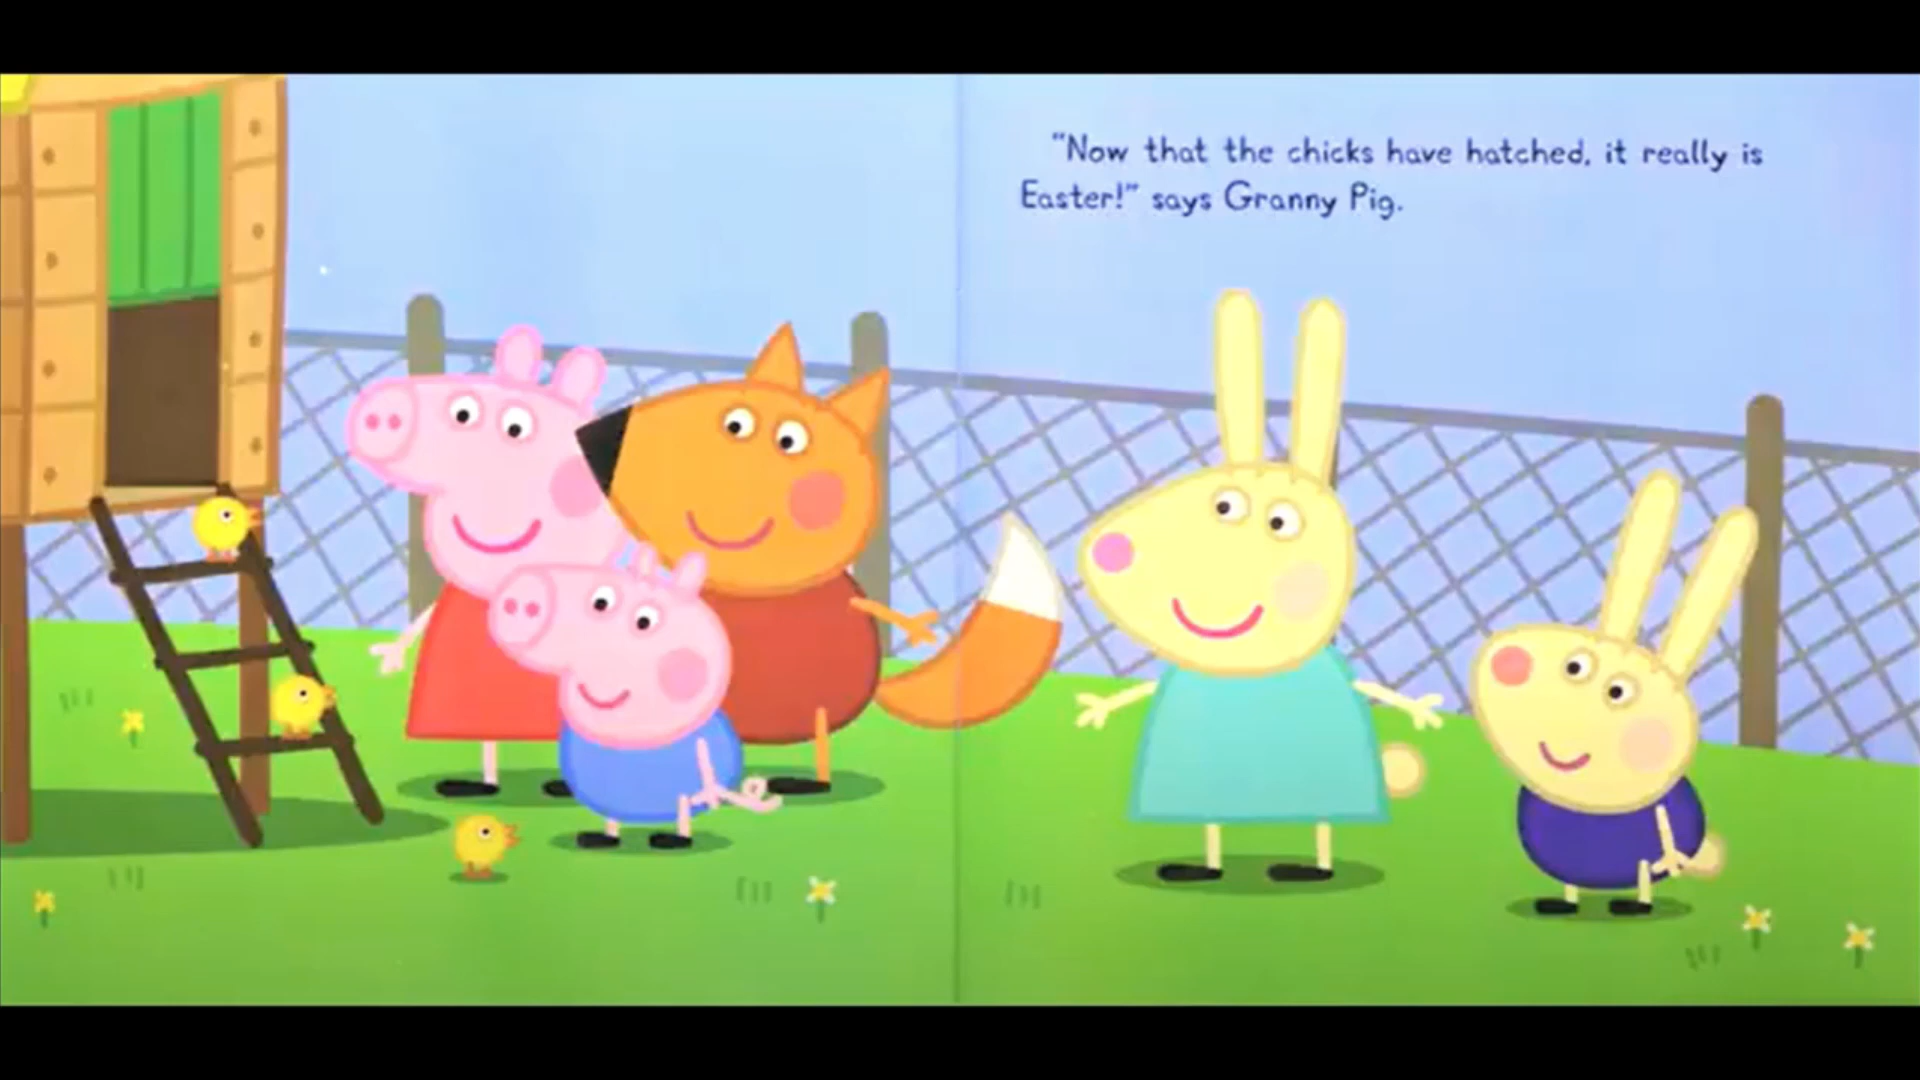 "Now that the chicks have hatched, it really is
Easter!" says Granny Pig.